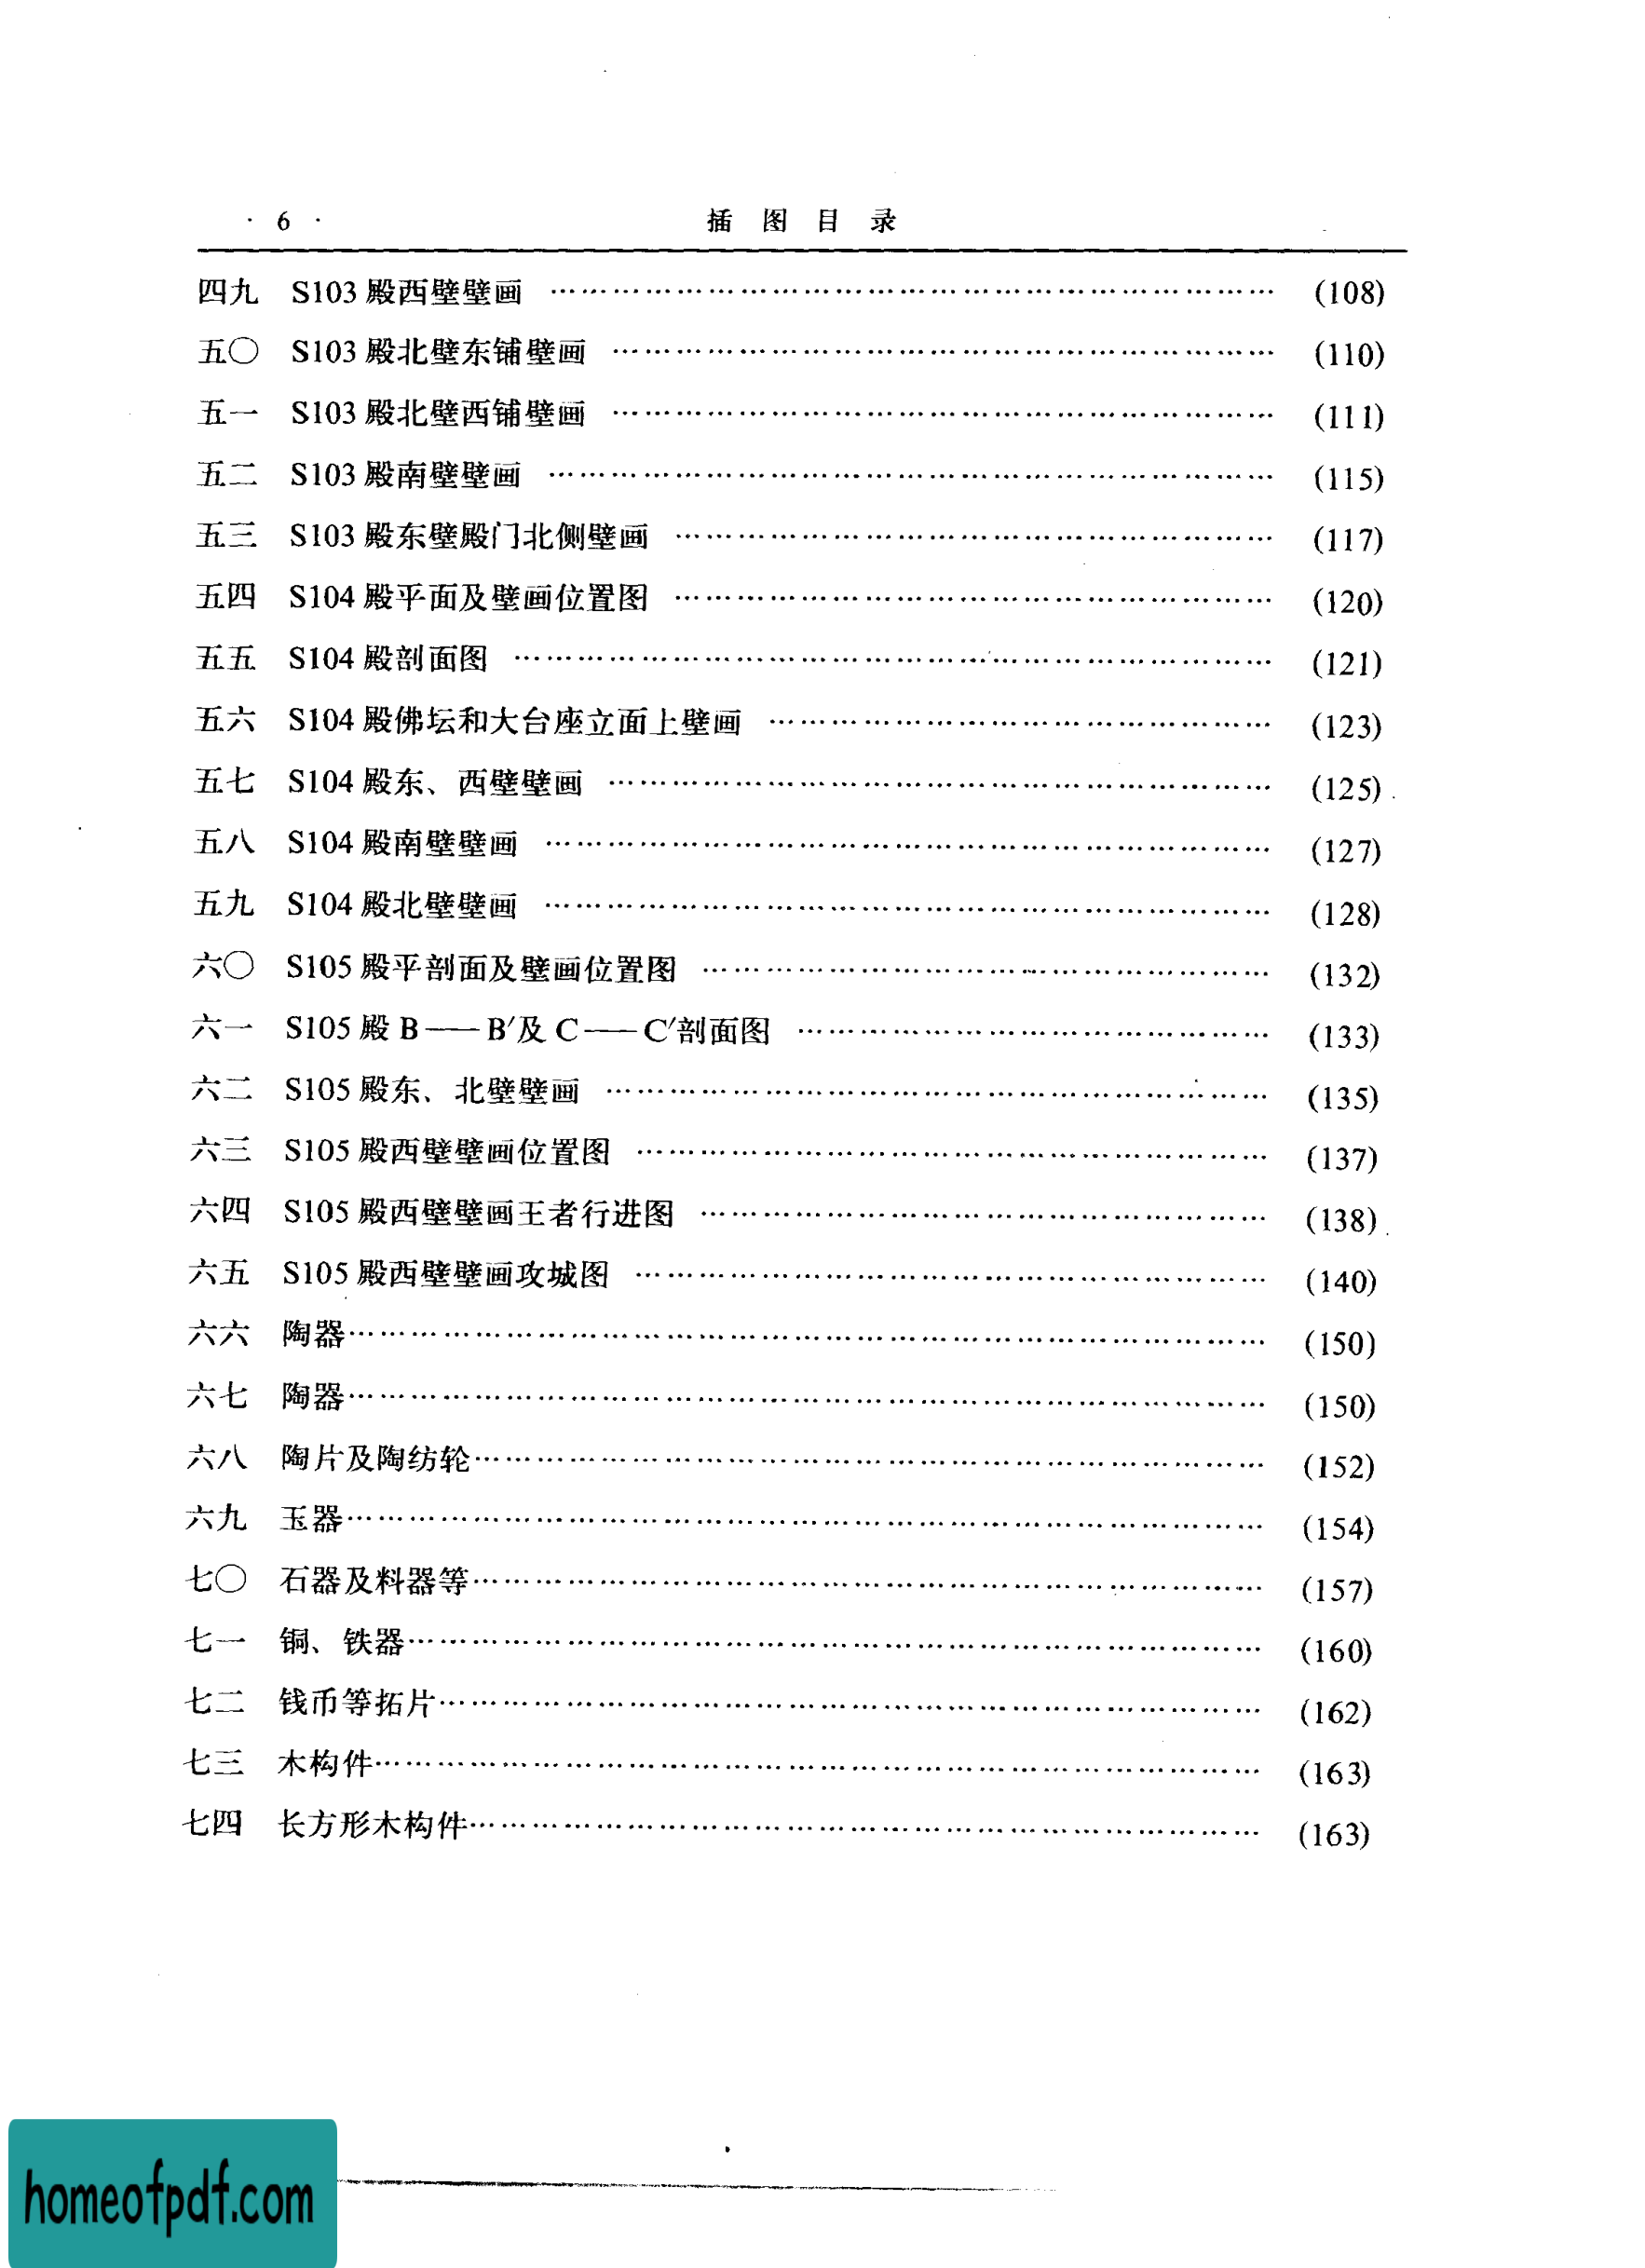 · 6 · 插图目录
四九 S103 殿西壁壁画 …………………………………………………… (108)
五〇 S103 殿北壁东铺壁画 …………………………………………………… (110)
五一 S103 殿北壁西铺壁画 …………………………………………………… (111)
五二 S103 殿南壁壁画 …………………………………………………… (115)
五三 S103 殿东壁殿门北侧壁画 …………………………………………………… (117)
五四 S104 殿平面及壁画位置图 …………………………………………………… (120)
五五 S104 殿剖面图 …………………………………………………… (121)
五六 S104 殿佛坛和大台座立面上壁画 …………………………………………………… (123)
五七 S104 殿东、西壁壁画 …………………………………………………… (125)
五八 S104 殿南壁壁画 …………………………………………………… (127)
五九 S104 殿北壁壁画 …………………………………………………… (128)
六〇 S105 殿平剖面及壁画位置图 …………………………………………………… (132)
六一 S105 殿 B——B′及 C——C′剖面图 …………………………………………………… (133)
六二 S105 殿东、北壁壁画 …………………………………………………… (135)
六三 S105 殿西壁壁画位置图 …………………………………………………… (137)
六四 S105 殿西壁壁画王者行进图 …………………………………………………… (138)
六五 S105 殿西壁壁画攻城图 …………………………………………………… (140)
六六 陶器…………………………………………………… (150)
六七 陶器…………………………………………………… (150)
六八 陶片及陶纺轮…………………………………………………… (152)
六九 玉器…………………………………………………… (154)
七〇 石器及料器等…………………………………………………… (157)
七一 铜、铁器…………………………………………………… (160)
七二 钱币等拓片…………………………………………………… (162)
七三 木构件…………………………………………………… (163)
七四 长方形木构件…………………………………………………… (163)
homeofpdf.com